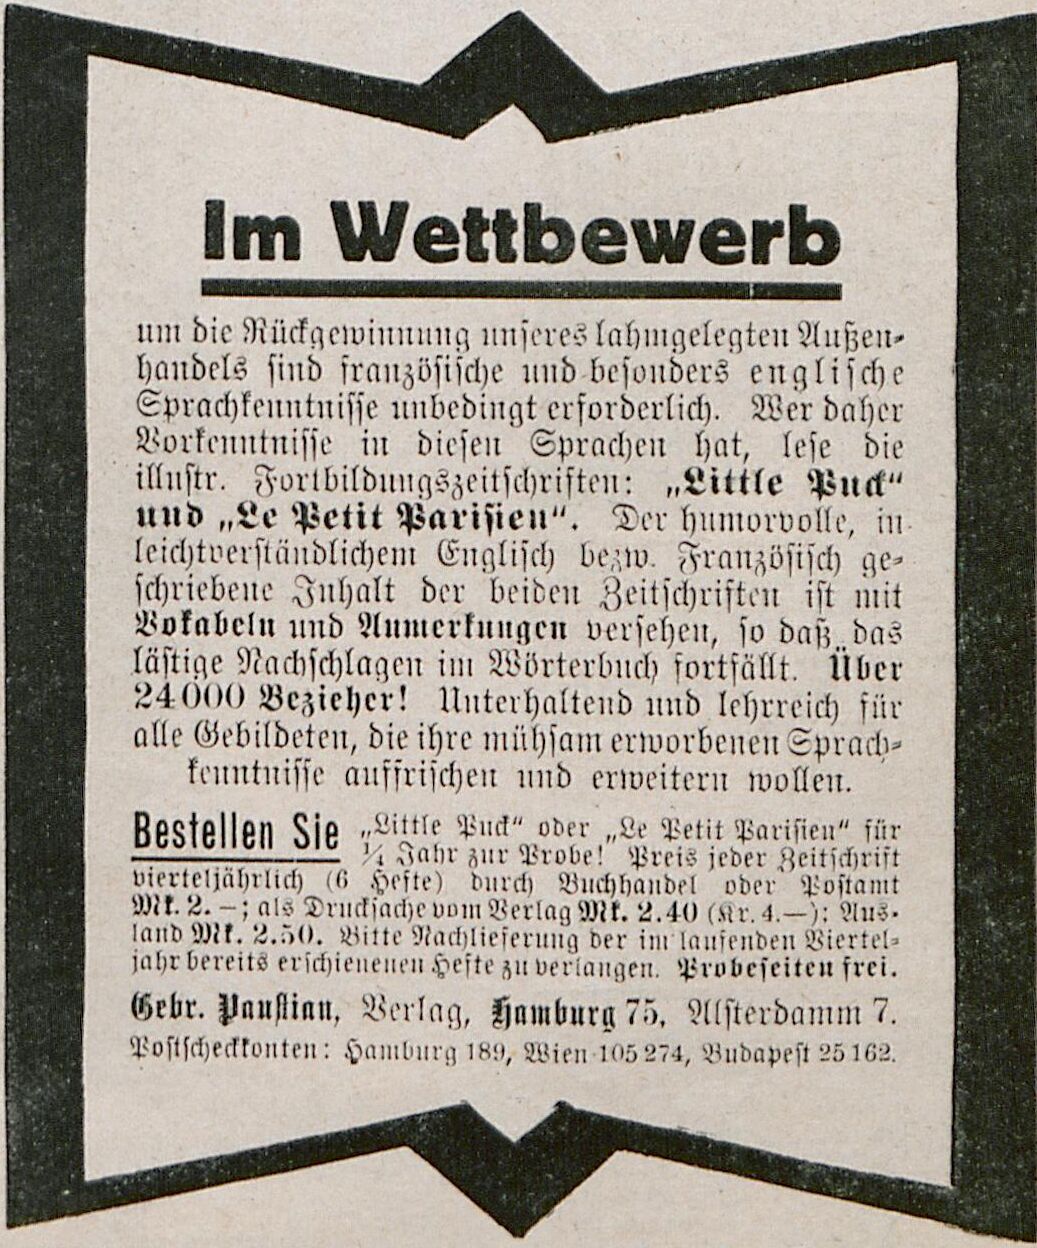 Im Wettbewerb
um die Rückgewinnung unseres lahmgelegten Außen-
handels sind französische und besonders englische
Sprachkenntnisse unbedingt erforderlich. Wer daher
Vorkenntnisse in diesen Sprachen hat, lese die
illustr. Fortbildungszeitschriften: „Little Puck“
und „Le Petit Parisien“. Der humorvolle, in
leichtverständlichem Englisch bezw. Französisch ge-
schriebene Inhalt der beiden Zeitschriften ist mit
Vokabeln und Anmerkungen versehen, so daß das
lästige Nachschlagen im Wörterbuch fortfällt. Über
24000 Bezieher! Unterhaltend und lehrreich für
alle Gebildeten, die ihre mühsam erworbenen Sprach-
kenntnisse auffrischen und erweitern wollen.
Bestellen Sie „Little Puck“ oder „Le Petit Parisien“ für
¼ Jahr zur Probe! Preis jeder Zeitschrift
vierteljährlich (6 Hefte) durch Buchhandel oder Postamt
Mk. 2.—; als Drucksache vom Verlag Mk. 2.40 (Kr. 4.—): Aus-
land Mk. 2.50. Bitte Nachlieferung der im laufenden Viertel-
jahr bereits erschienenen Hefte zu verlangen. Probeseiten frei.
Gebr. Paustian, Verlag, Hamburg 75, Alsterdamm 7.
Postscheckkonten: Hamburg 189, Wien 105274, Budapest 25162.